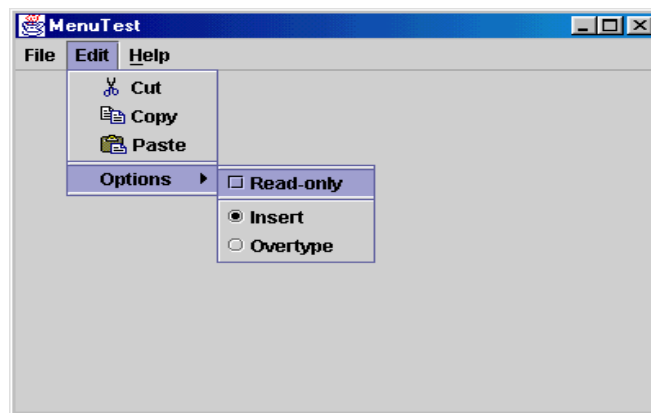 MenuTest
File Edit Help
Cut
Copy
Paste
Options
Read-only
Insert
Overtype